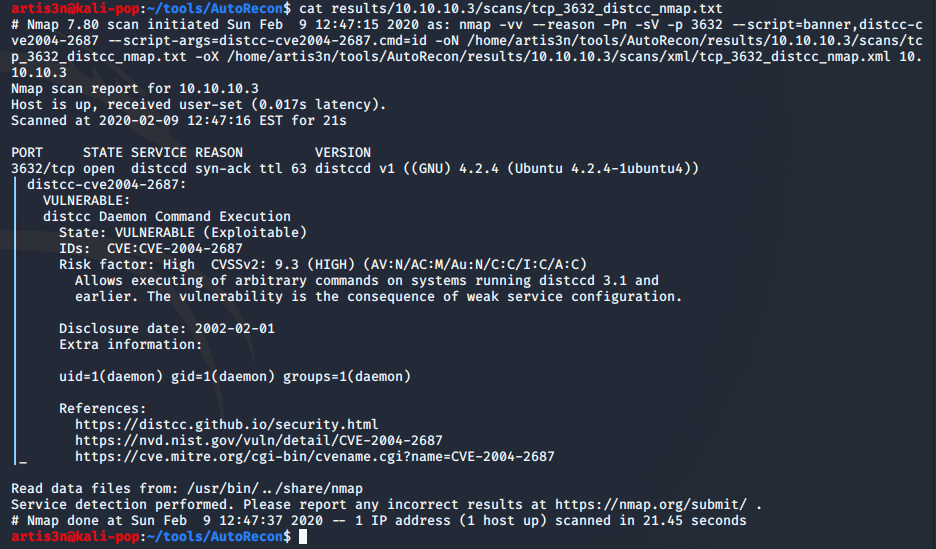 artis3n@kali-pop:~/tools/AutoRecon$ cat results/10.10.10.3/scans/tcp_3632_distcc_nmap.txt
# Nmap 7.80 scan initiated Sun Feb  9 12:47:15 2020 as: nmap -vv --reason -Pn -sV -p 3632 --script=banner,distcc-c
ve2004-2687 --script-args=distcc-cve2004-2687.cmd=id -oN /home/artis3n/tools/AutoRecon/results/10.10.10.3/scans/tc
p_3632_distcc_nmap.txt -oX /home/artis3n/tools/AutoRecon/results/10.10.10.3/scans/xml/tcp_3632_distcc_nmap.xml 10.
10.10.3
Nmap scan report for 10.10.10.3
Host is up, received user-set (0.017s latency).
Scanned at 2020-02-09 12:47:16 EST for 21s

PORT     STATE SERVICE REASON         VERSION
3632/tcp open  distccd syn-ack ttl 63 distccd v1 ((GNU) 4.2.4 (Ubuntu 4.2.4-1ubuntu4))
| distcc-cve2004-2687:
|   VULNERABLE:
|   distcc Daemon Command Execution
|     State: VULNERABLE (Exploitable)
|     IDs:  CVE:CVE-2004-2687
|     Risk factor: High  CVSSv2: 9.3 (HIGH) (AV:N/AC:M/Au:N/C:C/I:C/A:C)
|       Allows executing of arbitrary commands on systems running distccd 3.1 and
|       earlier. The vulnerability is the consequence of weak service configuration.
|
|     Disclosure date: 2002-02-01
|     Extra information:
|
|     uid=1(daemon) gid=1(daemon) groups=1(daemon)
|
|     References:
|       https://distcc.github.io/security.html
|       https://nvd.nist.gov/vuln/detail/CVE-2004-2687
|_      https://cve.mitre.org/cgi-bin/cvename.cgi?name=CVE-2004-2687

Read data files from: /usr/bin/../share/nmap
Service detection performed. Please report any incorrect results at https://nmap.org/submit/ .
# Nmap done at Sun Feb  9 12:47:37 2020 -- 1 IP address (1 host up) scanned in 21.45 seconds
artis3n@kali-pop:~/tools/AutoRecon$